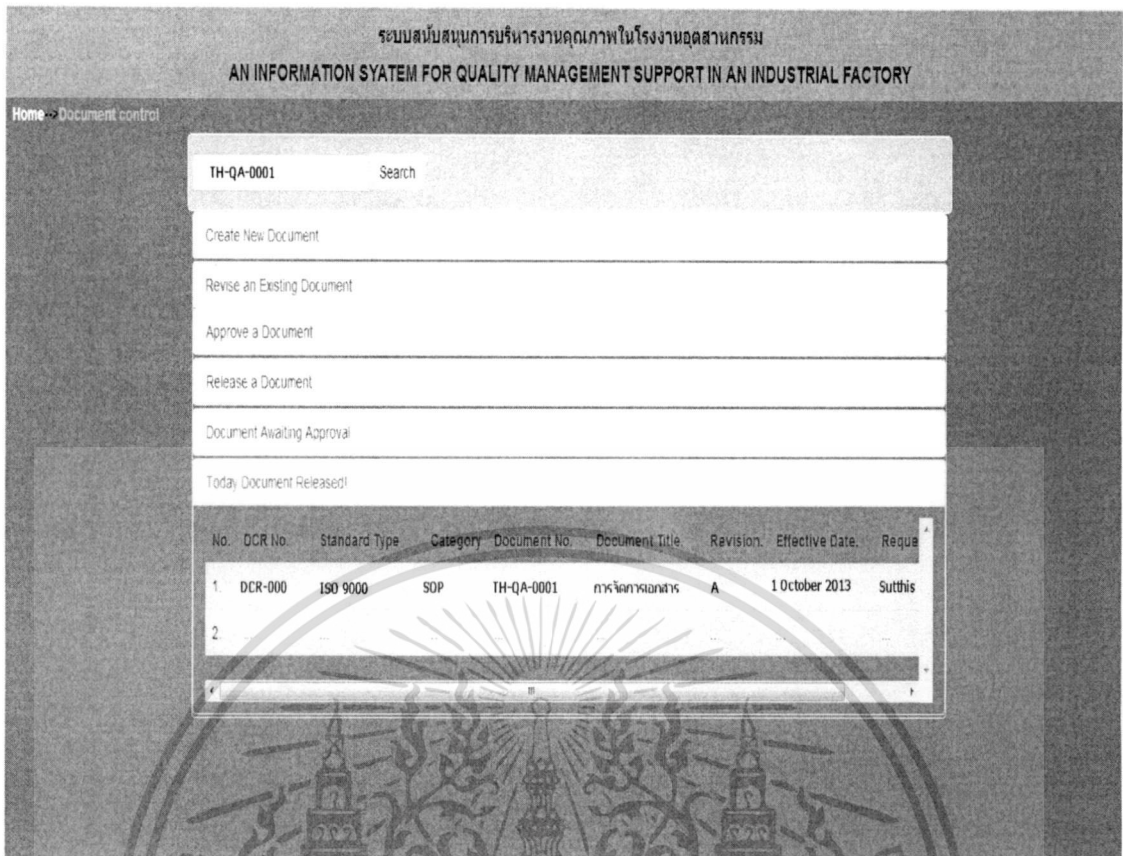 ระบบสนับสนุนการบริหารงานคุณภาพในโรงงานอุตสาหกรรม
AN INFORMATION SYATEM FOR QUALITY MANAGEMENT SUPPORT IN AN INDUSTRIAL FACTORY
Home->Document control
TH-QA-0001 Search
Create New Document
Revise an Existing Document
Approve a Document
Release a Document
Document Awaiting Approval
Today Document Released!
No. DCR No. Standard Type Category Document No. Document Title. Revision. Effective Date. Reque
1. DCR-000 ISO 9000 SOP TH-QA-0001 การจัดการเอกสาร A 1 October 2013 Sutthis
2. ... ... ... ... ... ... ... ...